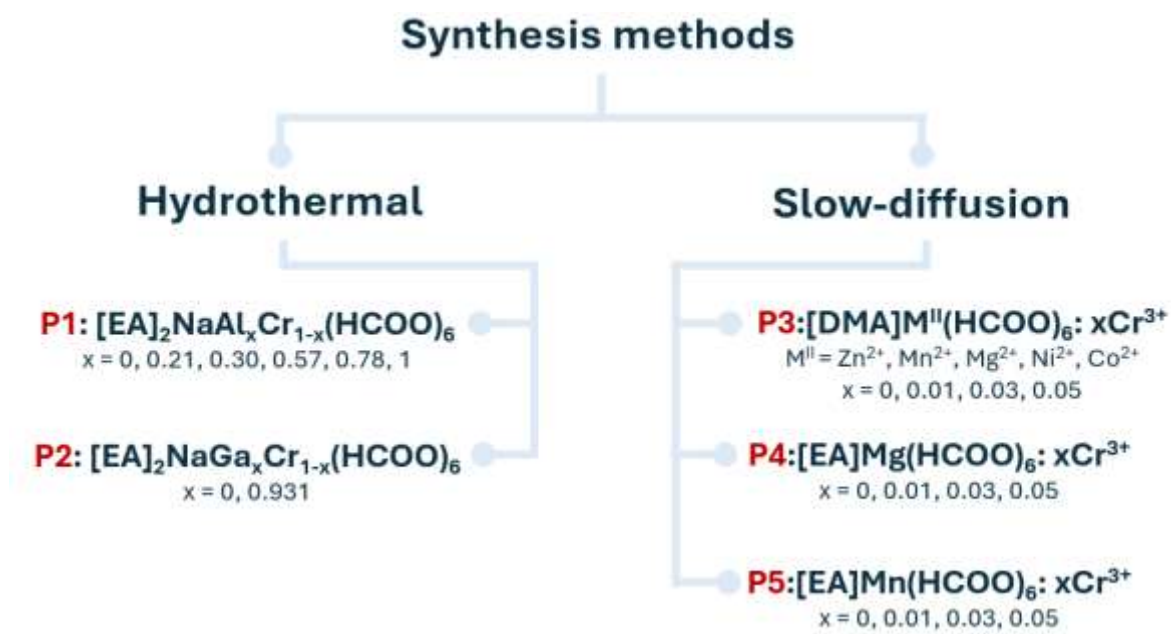 Synthesis methods
Hydrothermal
P1: [EA]₂NaAlₓCr₁₋ₓ(HCOO)₆
x = 0, 0.21, 0.30, 0.57, 0.78, 1
P2: [EA]₂NaGaₓCr₁₋ₓ(HCOO)₆
x = 0, 0.931
Slow-diffusion
P3:[DMA]Mᴵᴵ(HCOO)₆: xCr³⁺
Mᴵᴵ = Zn²⁺, Mn²⁺, Mg²⁺, Ni²⁺, Co²⁺
x = 0, 0.01, 0.03, 0.05
P4:[EA]Mg(HCOO)₆: xCr³⁺
x = 0, 0.01, 0.03, 0.05
P5:[EA]Mn(HCOO)₆: xCr³⁺
x = 0, 0.01, 0.03, 0.05